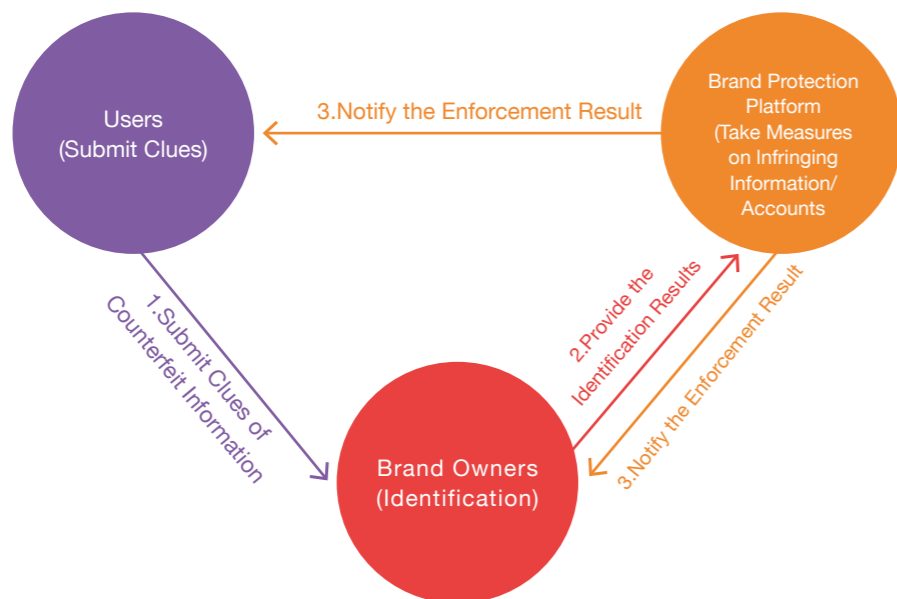 Users
(Submit Clues)
3.Notify the Enforcement Result
Brand Protection
Platform
(Take Measures
on Infringing
Information/
Accounts
1.Submit Clues of
Counterfeit Information
2.Provide the
Identification Results
3.Notify the Enforcement Result
Brand Owners
(Identification)